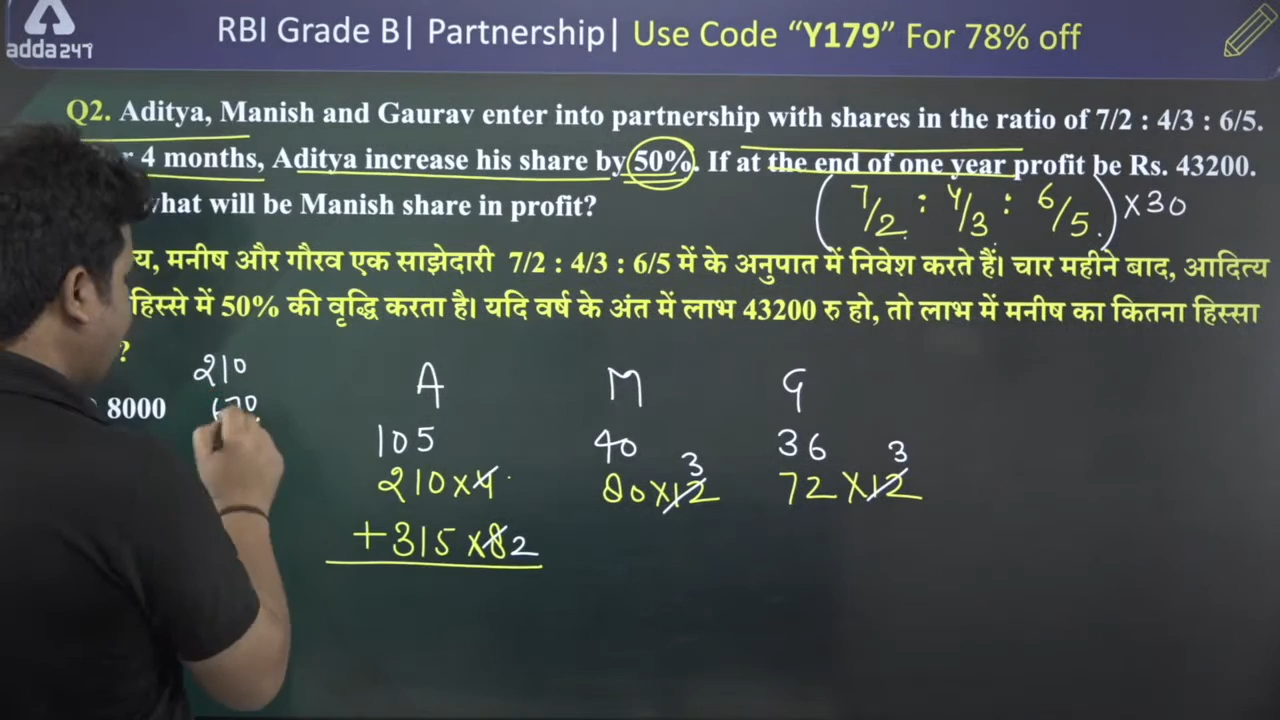 adda247
RBI Grade B| Partnership| Use Code “Y179” For 78% off
Q2. Aditya, Manish and Gaurav enter into partnership with shares in the ratio of 7/2 : 4/3 : 6/5.
4 months, Aditya increase his share by 50%. If at the end of one year profit be Rs. 43200.
what will be Manish share in profit?
(7/2 : 4/3 : 6/5.) ×30
मनीष और गौरव एक साझेदारी 7/2 : 4/3 : 6/5 में के अनुपात में निवेश करते हैं। चार महीने बाद, आदित्य
हिस्से में 50% की वृद्धि करता है। यदि वर्ष के अंत में लाभ 43200 रु हो, तो लाभ में मनीष का कितना हिस्सा
?
210
8000
A M G
105 40 36
210×4 80×12 3 72×12 3
+315×8 2